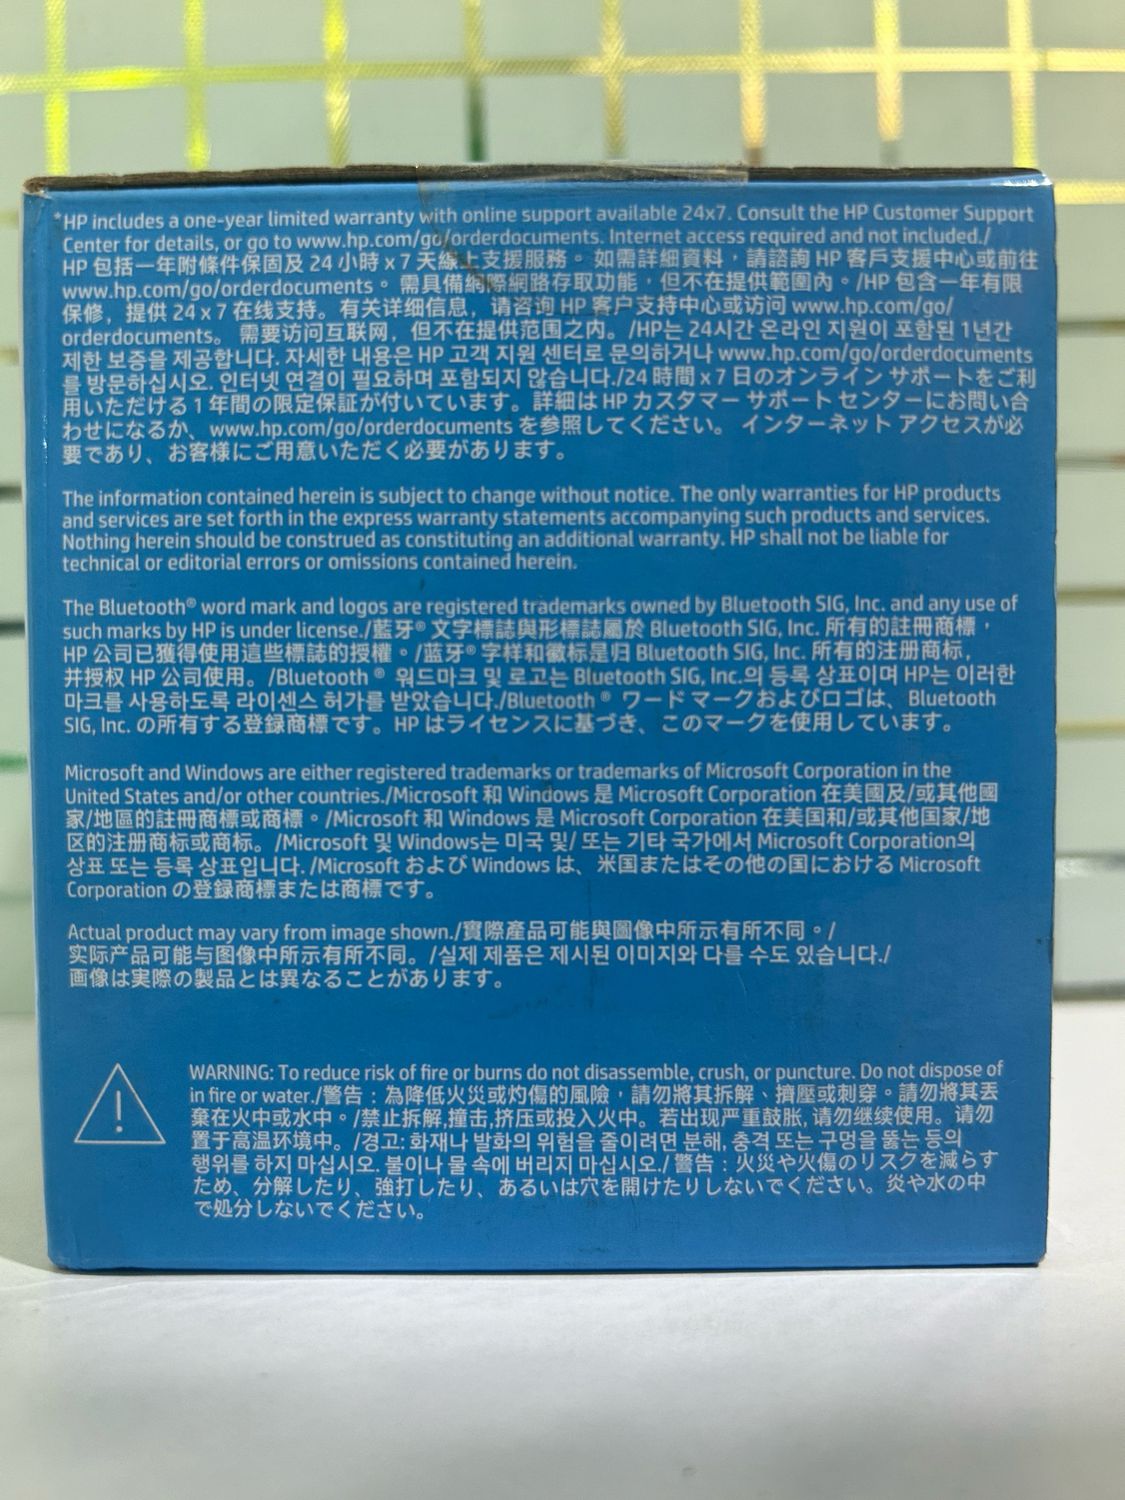 *HP includes a one-year limited warranty with online support available 24x7. Consult the HP Customer Support
Center for details, or go to www.hp.com/go/orderdocuments. Internet access required and not included./
HP 包括一年附條件保固及 24 小時 x 7 天線上支援服務。 如需詳細資料，請諮詢 HP 客戶支援中心或前往
www.hp.com/go/orderdocuments。 需具備網際網路存取功能，但不在提供範圍內。/HP 包含一年有限
保修，提供 24 x 7 在线支持。有关详细信息，请咨询 HP 客户支持中心或访问 www.hp.com/go/
orderdocuments。 需要访问互联网，但不在提供范围之内。/HP는 24시간 온라인 지원이 포함된 1년간
제한 보증을 제공합니다. 자세한 내용은 HP 고객 지원 센터로 문의하거나 www.hp.com/go/orderdocuments
를 방문하십시오. 인터넷 연결이 필요하며 포함되지 않습니다./24 時間 x 7 日のオンライン サポートをご利
用いただける 1 年間の限定保証が付いています。詳細は HP カスタマー サポート センターにお問い合
わせになるか、www.hp.com/go/orderdocuments を参照してください。 インターネット アクセスが必
要であり、お客様にご用意いただく必要があります。
The information contained herein is subject to change without notice. The only warranties for HP products
and services are set forth in the express warranty statements accompanying such products and services.
Nothing herein should be construed as constituting an additional warranty. HP shall not be liable for
technical or editorial errors or omissions contained herein.
The Bluetooth® word mark and logos are registered trademarks owned by Bluetooth SIG, Inc. and any use of
such marks by HP is under license./藍牙® 文字標誌與形標誌屬於 Bluetooth SIG, Inc. 所有的註冊商標，
HP 公司已獲得使用這些標誌的授權。/蓝牙® 字样和徽标是归 Bluetooth SIG, Inc. 所有的注册商标，
并授权 HP 公司使用。/Bluetooth ® 워드마크 및 로고는 Bluetooth SIG, Inc.의 등록 상표이며 HP는 이러한
마크를 사용하도록 라이센스 허가를 받았습니다./Bluetooth ® ワード マークおよびロゴは、Bluetooth
SIG, Inc. の所有する登録商標です。HP はライセンスに基づき、このマークを使用しています。
Microsoft and Windows are either registered trademarks or trademarks of Microsoft Corporation in the
United States and/or other countries./Microsoft 和 Windows 是 Microsoft Corporation 在美國及/或其他國
家/地區的註冊商標或商標。/Microsoft 和 Windows 是 Microsoft Corporation 在美国和/或其他国家/地
区的注册商标或商标。/Microsoft 및 Windows는 미국 및/ 또는 기타 국가에서 Microsoft Corporation의
상표 또는 등록 상표입니다. /Microsoft および Windows は、米国またはその他の国における Microsoft
Corporation の登録商標または商標です。
Actual product may vary from image shown./實際產品可能與圖像中所示有所不同。/
实际产品可能与图像中所示有所不同。/실제 제품은 제시된 이미지와 다를 수도 있습니다./
画像は実際の製品とは異なることがあります。
WARNING: To reduce risk of fire or burns do not disassemble, crush, or puncture. Do not dispose of
in fire or water./警告：為降低火災或灼傷的風險，請勿將其拆解、擠壓或刺穿。請勿將其丟
棄在火中或水中。/禁止拆解,撞击,挤压或投入火中。若出现严重鼓胀, 请勿继续使用。请勿
置于高温环境中。/경고: 화재나 발화의 위험을 줄이려면 분해, 충격 또는 구멍을 뚫는 등의
행위를 하지 마십시오. 불이나 물 속에 버리지 마십시오./ 警告：火災や火傷のリスクを減らす
ため、分解したり、強打したり、あるいは穴を開けたりしないでください。炎や水の中
で処分しないでください。